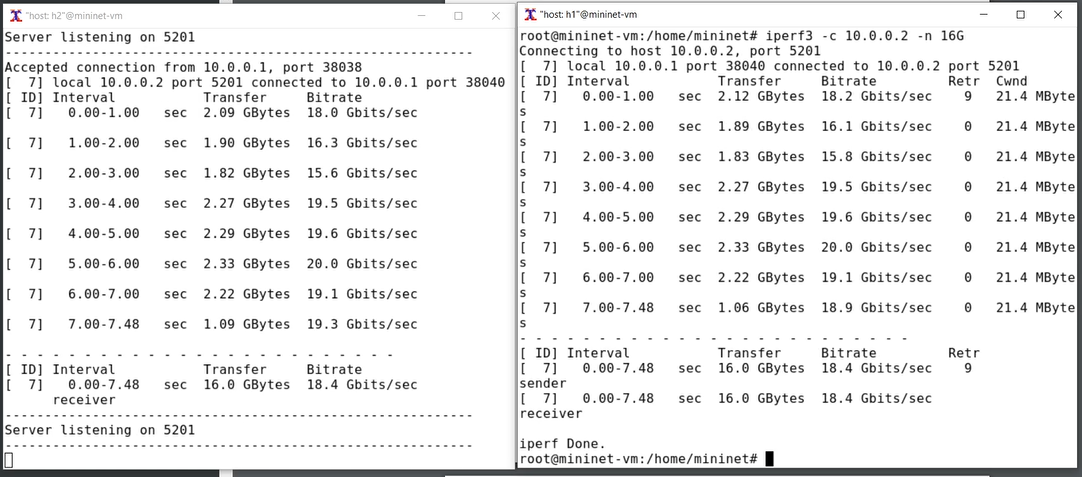 "host: h2"@mininet-vm
Server listening on 5201
-----------------------------------------------------------
Accepted connection from 10.0.0.1, port 38038
[  7] local 10.0.0.2 port 5201 connected to 10.0.0.1 port 38040
[ ID] Interval           Transfer     Bitrate
[  7]   0.00-1.00   sec  2.09 GBytes  18.0 Gbits/sec
[  7]   1.00-2.00   sec  1.90 GBytes  16.3 Gbits/sec
[  7]   2.00-3.00   sec  1.82 GBytes  15.6 Gbits/sec
[  7]   3.00-4.00   sec  2.27 GBytes  19.5 Gbits/sec
[  7]   4.00-5.00   sec  2.29 GBytes  19.6 Gbits/sec
[  7]   5.00-6.00   sec  2.33 GBytes  20.0 Gbits/sec
[  7]   6.00-7.00   sec  2.22 GBytes  19.1 Gbits/sec
[  7]   7.00-7.48   sec  1.09 GBytes  19.3 Gbits/sec
- - - - - - - - - - - - - - - - - - - - - - - - -
[ ID] Interval           Transfer     Bitrate
[  7]   0.00-7.48   sec  16.0 GBytes  18.4 Gbits/sec
receiver
-----------------------------------------------------------
Server listening on 5201
-----------------------------------------------------------
"host: h1"@mininet-vm
root@mininet-vm:/home/mininet# iperf3 -c 10.0.0.2 -n 16G
Connecting to host 10.0.0.2, port 5201
[  7] local 10.0.0.1 port 38040 connected to 10.0.0.2 port 5201
[ ID] Interval           Transfer     Bitrate         Retr  Cwnd
[  7]   0.00-1.00   sec  2.12 GBytes  18.2 Gbits/sec    9   21.4 MByte
s
[  7]   1.00-2.00   sec  1.89 GBytes  16.1 Gbits/sec    0   21.4 MByte
s
[  7]   2.00-3.00   sec  1.83 GBytes  15.8 Gbits/sec    0   21.4 MByte
s
[  7]   3.00-4.00   sec  2.27 GBytes  19.5 Gbits/sec    0   21.4 MByte
s
[  7]   4.00-5.00   sec  2.29 GBytes  19.6 Gbits/sec    0   21.4 MByte
s
[  7]   5.00-6.00   sec  2.33 GBytes  20.0 Gbits/sec    0   21.4 MByte
s
[  7]   6.00-7.00   sec  2.22 GBytes  19.1 Gbits/sec    0   21.4 MByte
s
[  7]   7.00-7.48   sec  1.06 GBytes  18.9 Gbits/sec    0   21.4 MByte
s
- - - - - - - - - - - - - - - - - - - - - - - - -
[ ID] Interval           Transfer     Bitrate         Retr
[  7]   0.00-7.48   sec  16.0 GBytes  18.4 Gbits/sec    9
sender
[  7]   0.00-7.48   sec  16.0 GBytes  18.4 Gbits/sec
receiver
iperf Done.
root@mininet-vm:/home/mininet#